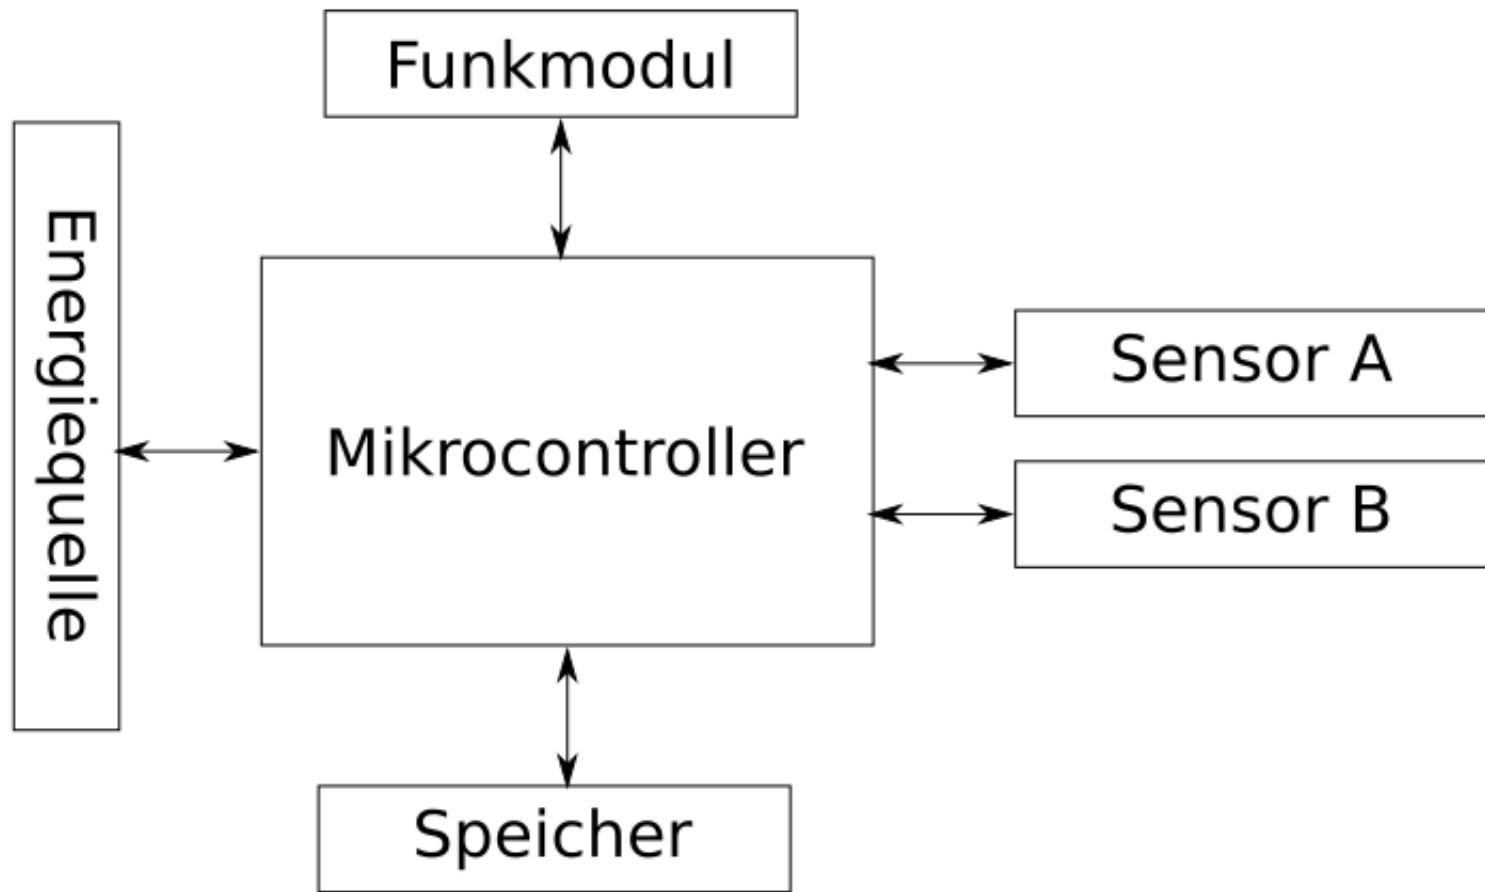 Funkmodul
Energiequelle
Mikrocontroller
Sensor A
Sensor B
Speicher